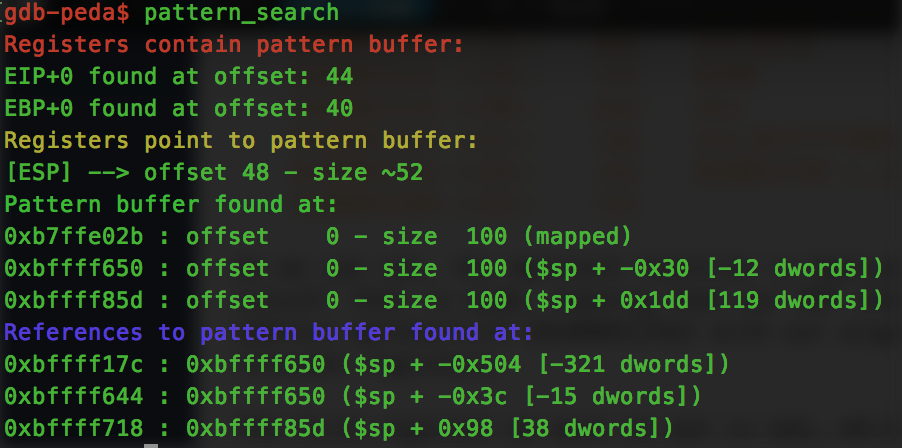 gdb-peda$ pattern_search
Registers contain pattern buffer:
EIP+0 found at offset: 44
EBP+0 found at offset: 40
Registers point to pattern buffer:
[ESP] --> offset 48 - size ~52
Pattern buffer found at:
0xb7ffe02b : offset    0 - size  100 (mapped)
0xbffff650 : offset    0 - size  100 ($sp + -0x30 [-12 dwords])
0xbffff85d : offset    0 - size  100 ($sp + 0x1dd [119 dwords])
References to pattern buffer found at:
0xbffff17c : 0xbffff650 ($sp + -0x504 [-321 dwords])
0xbffff644 : 0xbffff650 ($sp + -0x3c [-15 dwords])
0xbffff718 : 0xbffff85d ($sp + 0x98 [38 dwords])